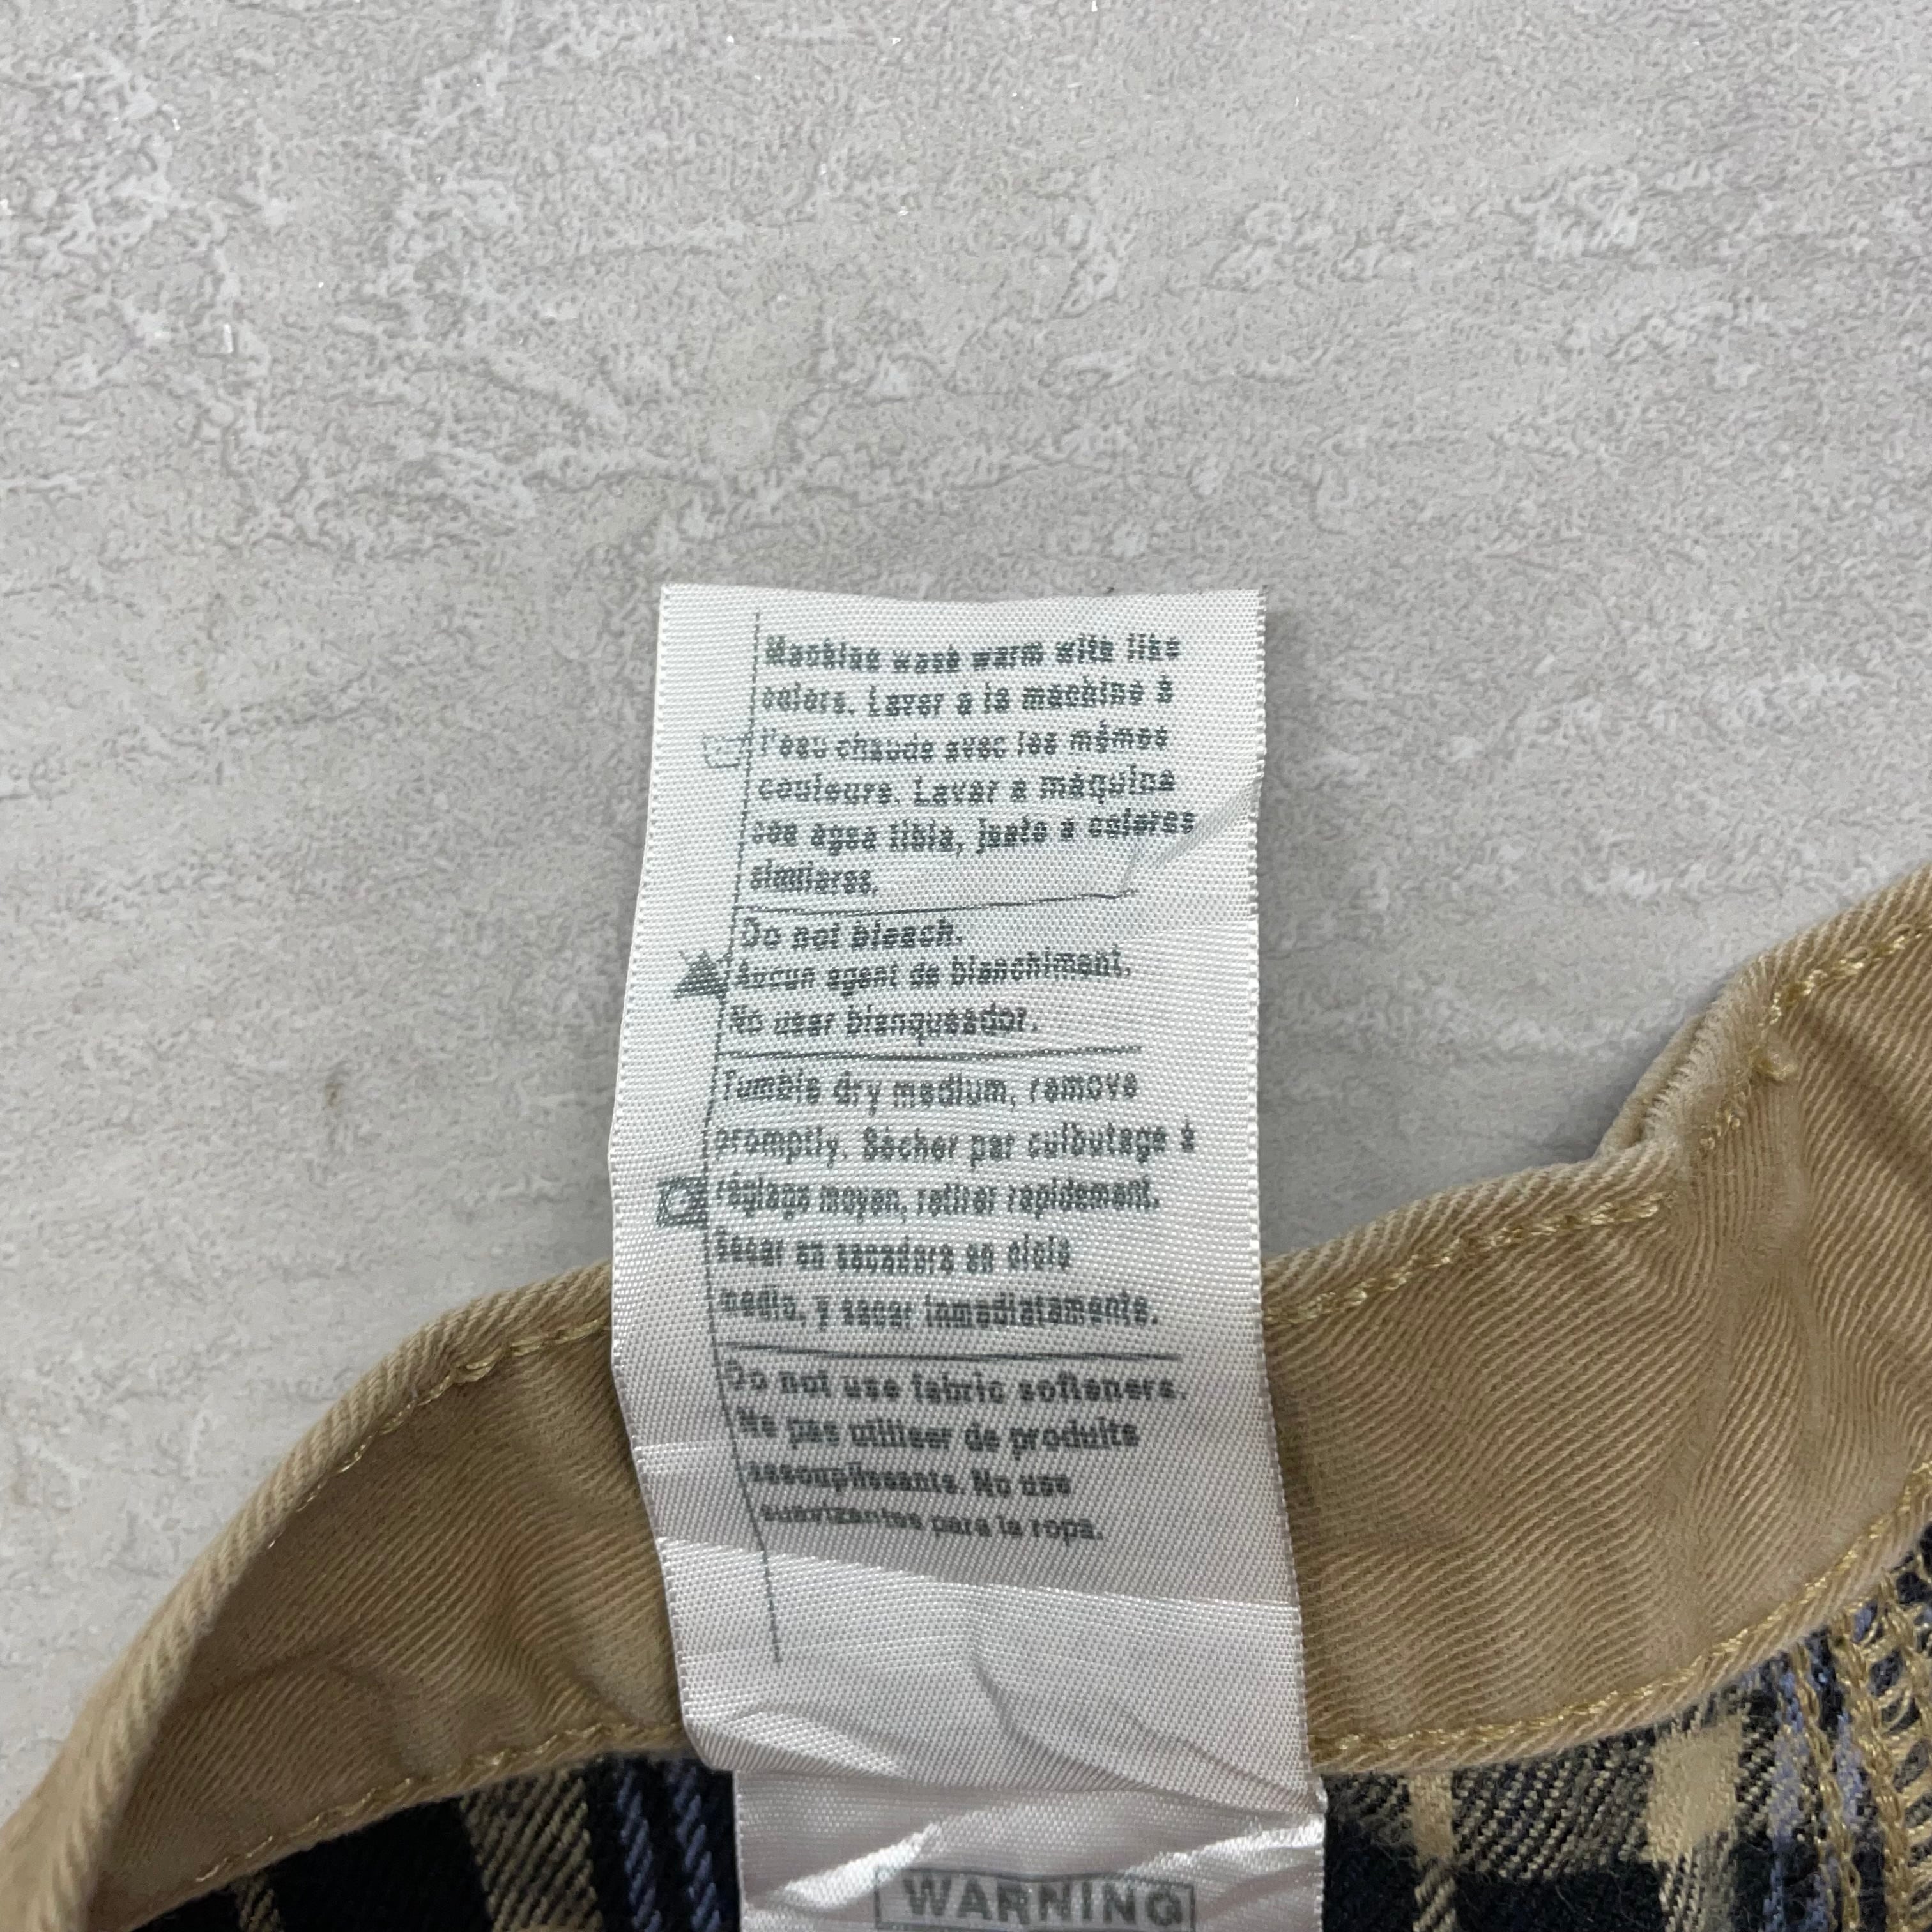 Machine wash warm with like
colors. Laver a la machine à
l'eau chaude avec les mêmes
couleurs. Lavar a máquina
con agua tibia, junto a colores
similares.
Do not bleach.
Aucun agent de blanchiment.
No usar blanqueador.
Tumble dry medium, remove
promptly. Sécher par culbutage à
réglage moyen, retirer rapidement.
Secar en secadora en ciclo
medio, y sacar inmediatamente.
Do not use fabric softeners.
Ne pas utiliser de produits
assouplissants. No use
suavizantes para la ropa.
WARNING